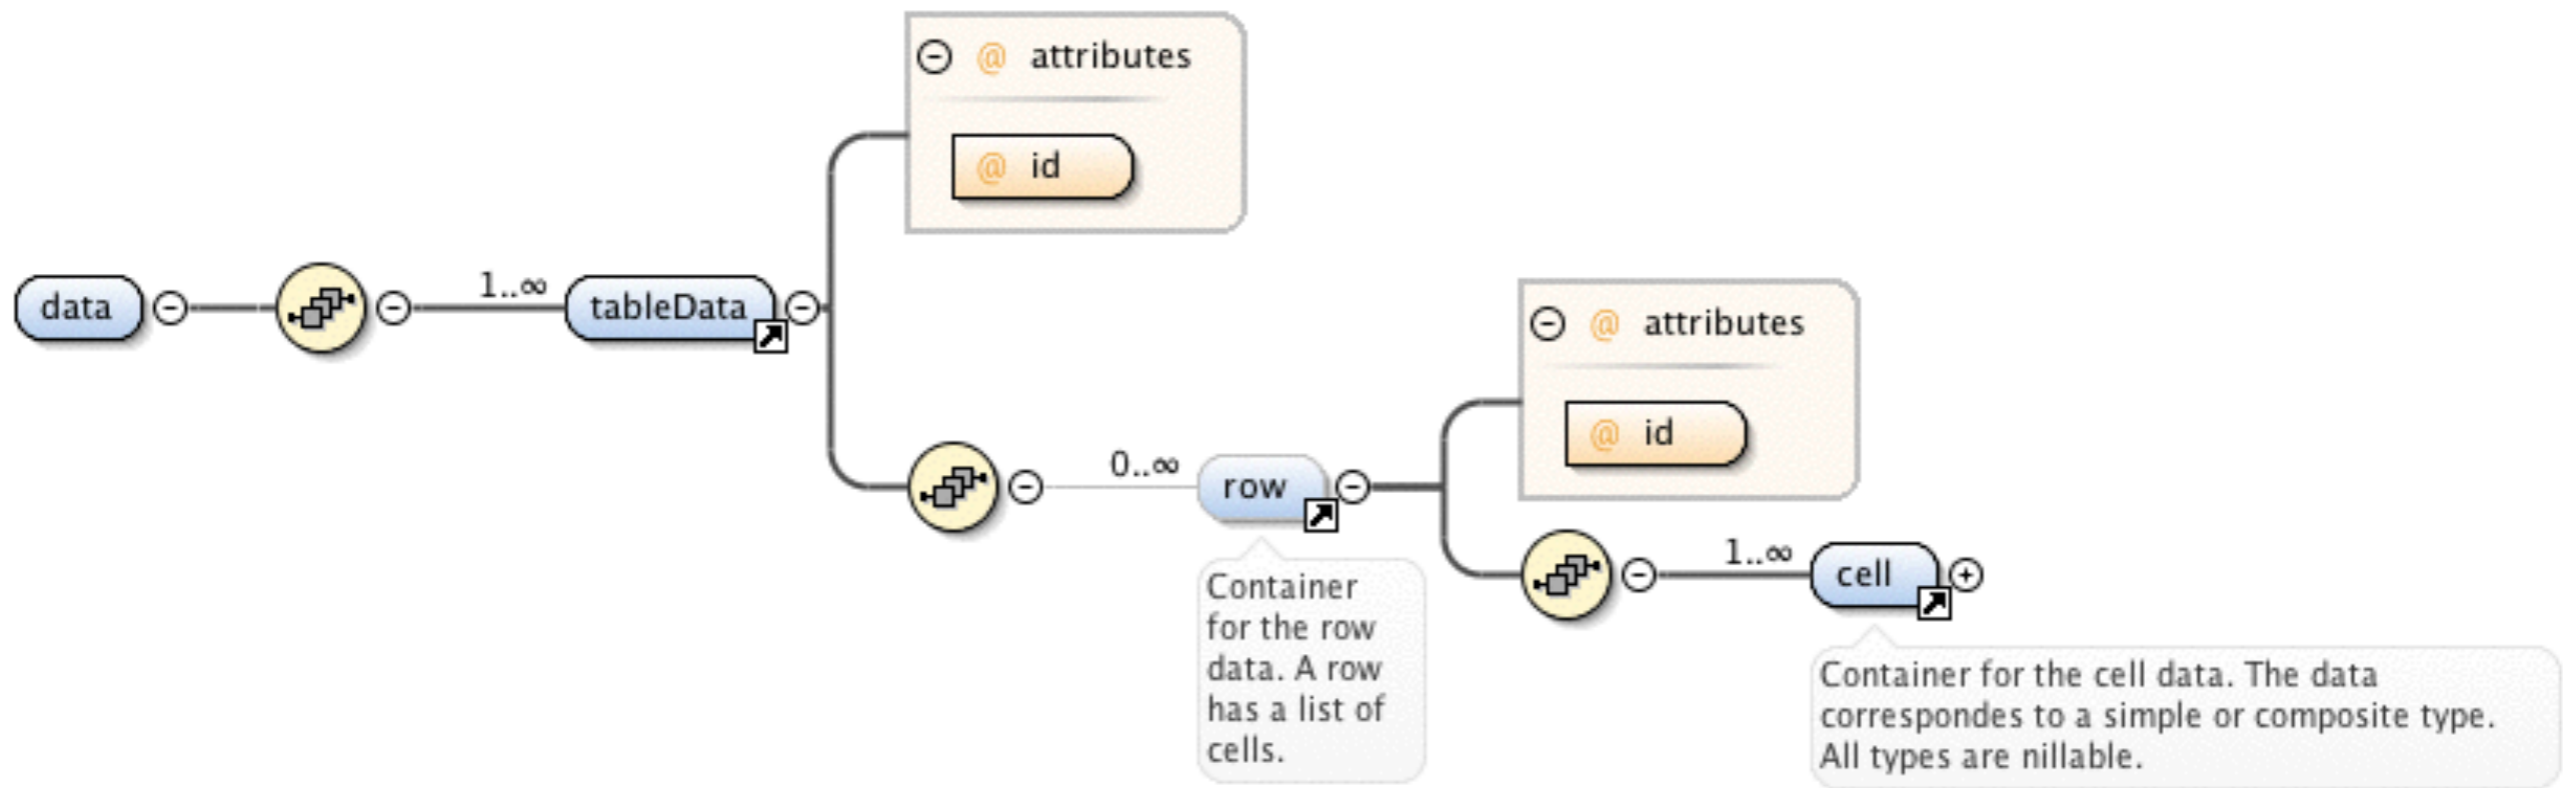 @ attributes
@ id
data
1..∞
tableData
@ attributes
@ id
0..∞
row
1..∞
cell
Container
for the row
data. A row
has a list of
cells.
Container for the cell data. The data
correspondes to a simple or composite type.
All types are nillable.